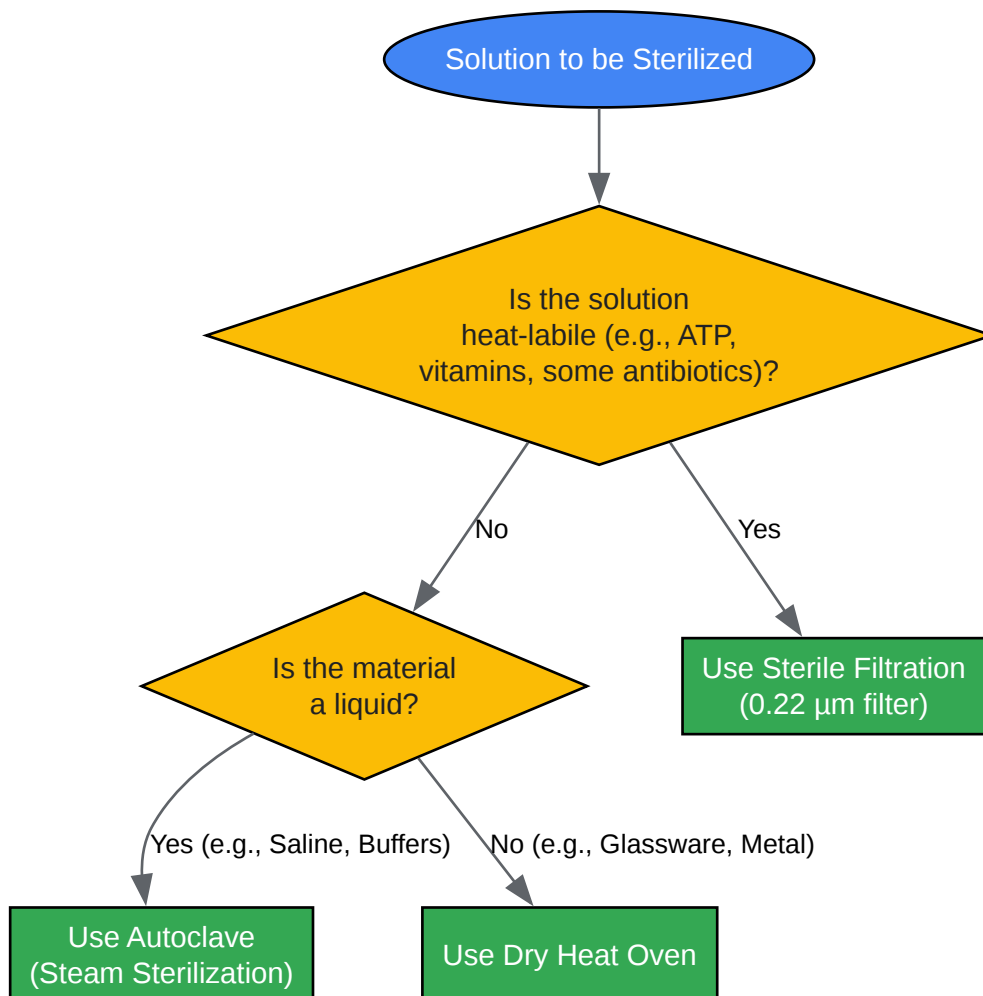 Solution to be Sterilized
Is the solution
heat-labile (e.g., ATP,
vitamins, some antibiotics)?
No
Yes
Is the material
a liquid?
Use Sterile Filtration
(0.22 µm filter)
Yes (e.g., Saline, Buffers)
No (e.g., Glassware, Metal)
Use Autoclave
(Steam Sterilization)
Use Dry Heat Oven